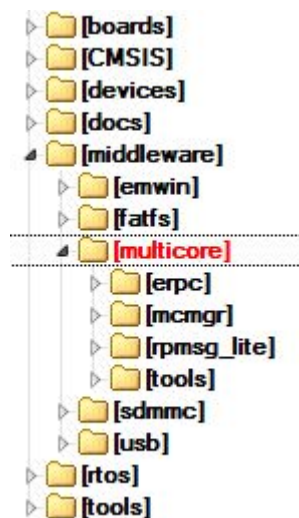 [boards]
[CMSIS]
[devices]
[docs]
[middleware]
[emwin]
[fatfs]
[multicore]
[erpc]
[mcmgr]
[rpmsg_lite]
[tools]
[sdmmc]
[usb]
[rtos]
[tools]